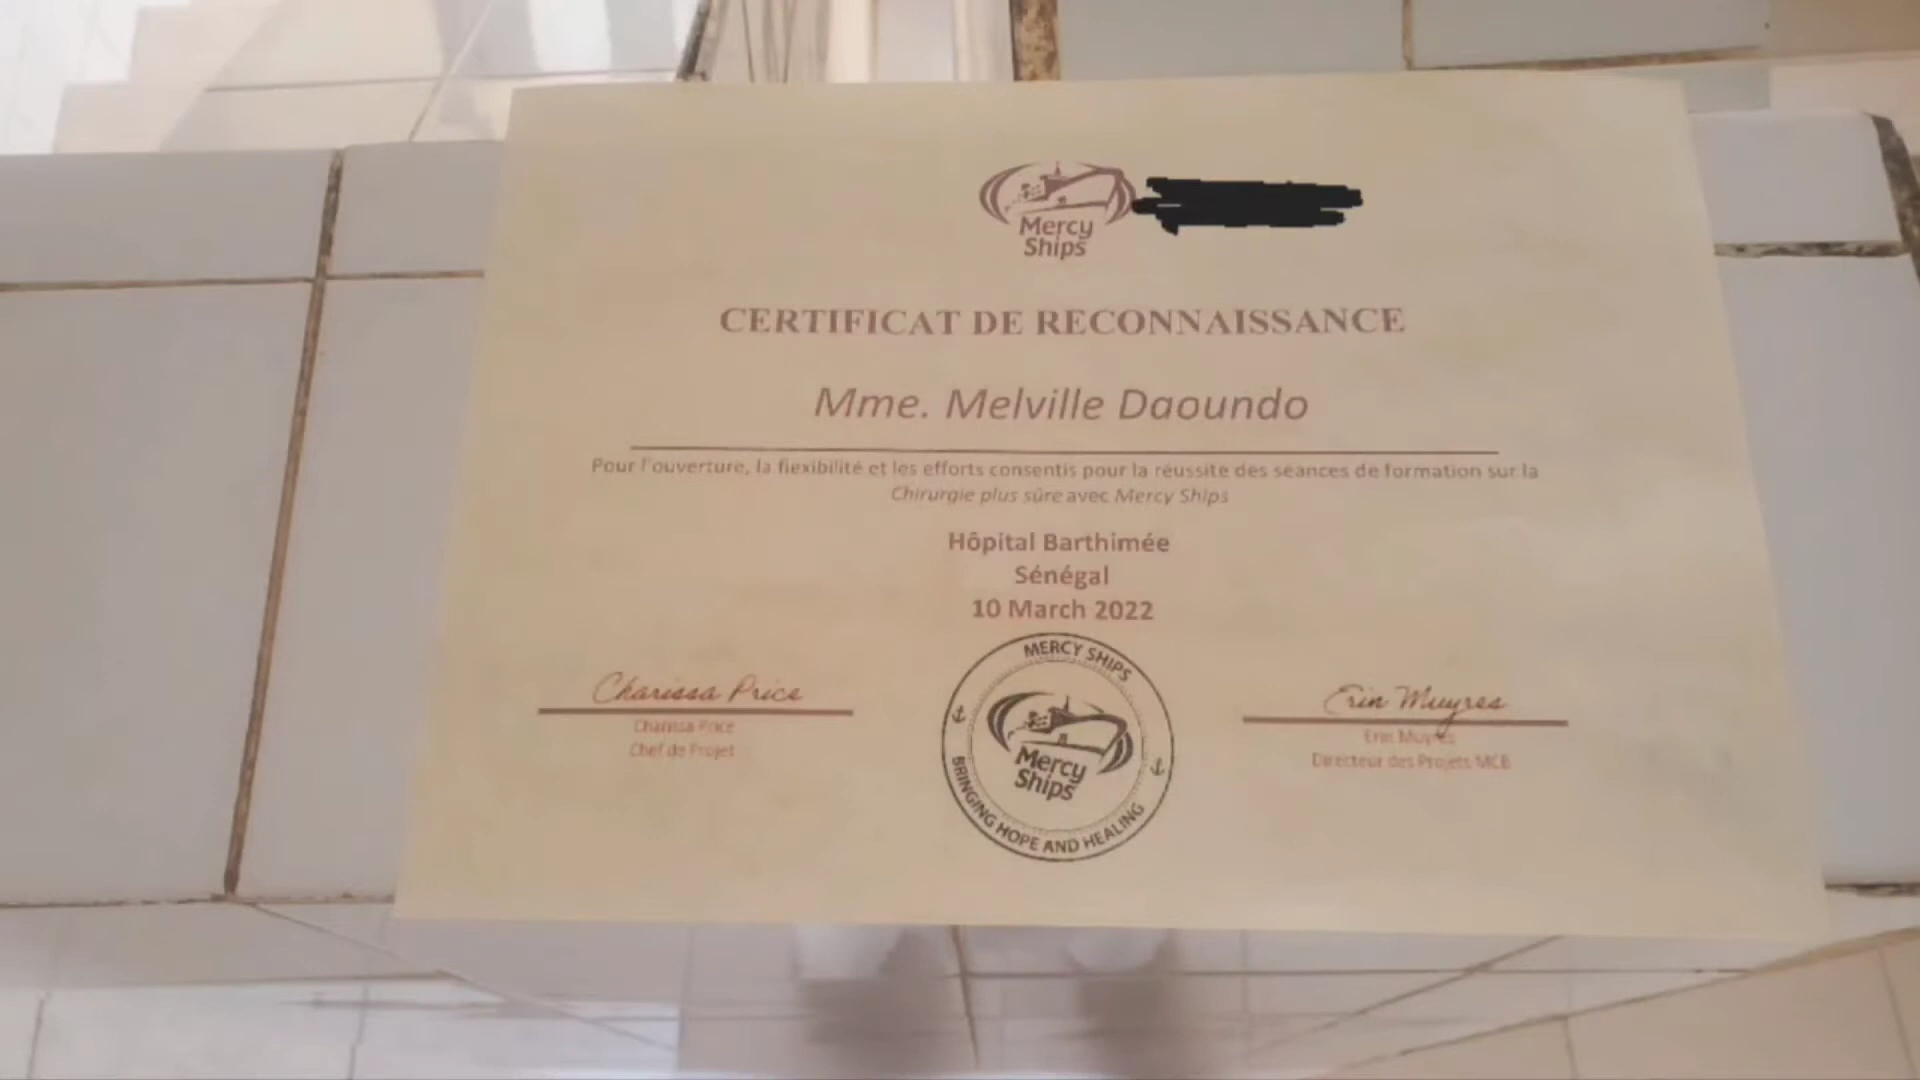 Mercy
Ships
CERTIFICAT DE RECONNAISSANCE
Mme. Melville Daoundo
Pour l'ouverture, la flexibilité et les efforts consentis pour la réussite des séances de formation sur la
Chirurgie plus sûre avec Mercy Ships
Hôpital Barthimée
Sénégal
10 March 2022
Charissa Price
Charissa Price
Chef de Projet
MERCY SHIPS
Mercy
Ships
BRINGING HOPE AND HEALING
Erin Muyres
Erin Muyres
Directeur des Projets MCB